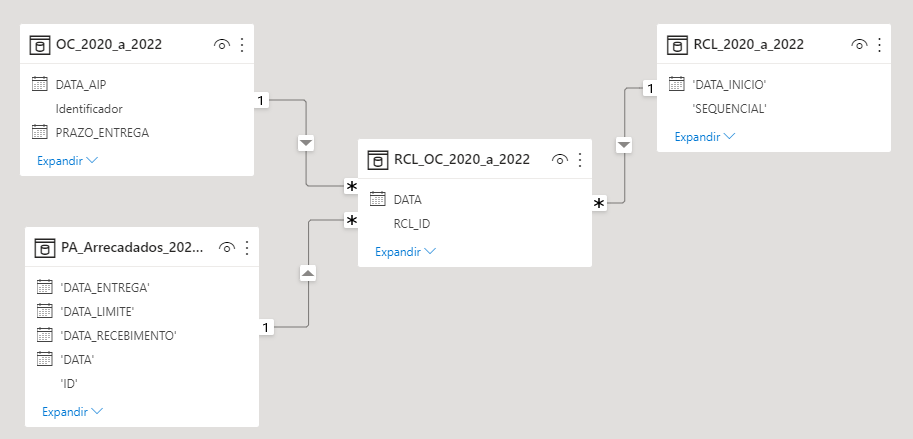 OC_2020_a_2022
DATA_AIP
Identificador
PRAZO_ENTREGA
Expandir
1
RCL_2020_a_2022
'DATA_INICIO'
'SEQUENCIAL'
Expandir
1
RCL_OC_2020_a_2022
DATA
RCL_ID
Expandir
*
*
*
PA_Arrecadados_202...
'DATA_ENTREGA'
'DATA_LIMITE'
'DATA_RECEBIMENTO'
'DATA'
'ID'
Expandir
1